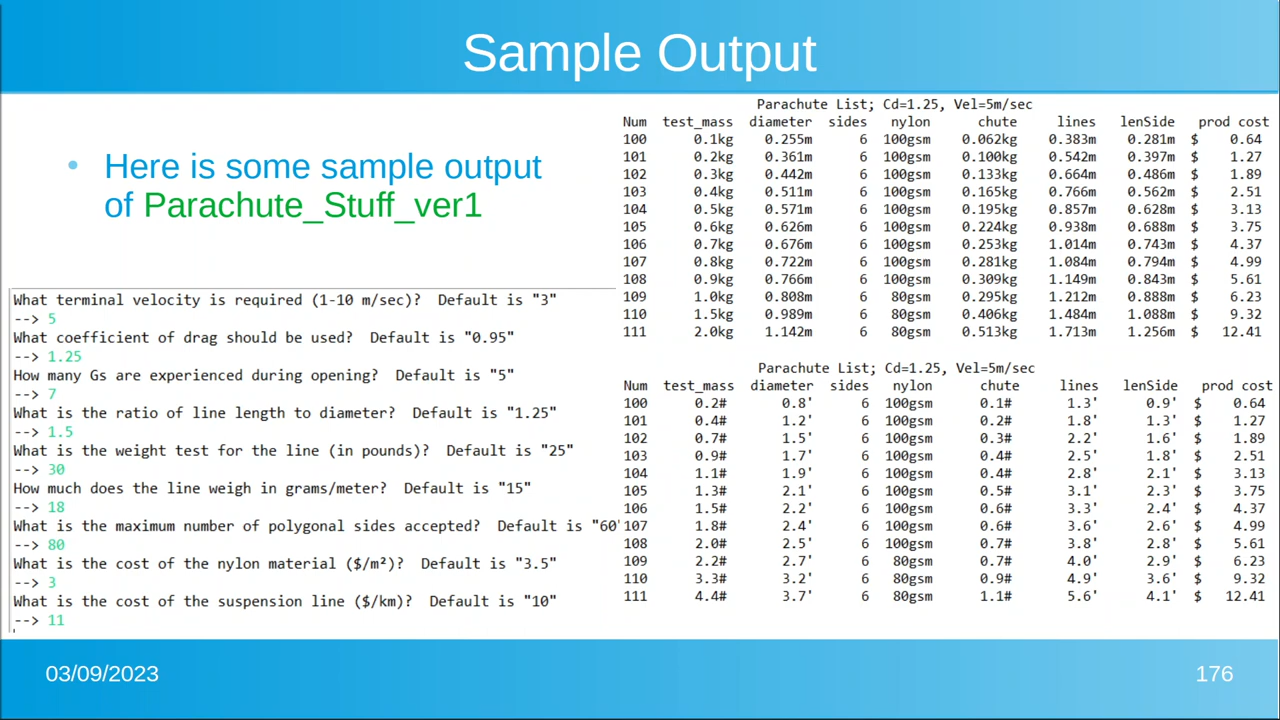 Sample Output
• Here is some sample output
of Parachute_Stuff_ver1
What terminal velocity is required (1-10 m/sec)?  Default is "3"
--> 5
What coefficient of drag should be used?  Default is "0.95"
--> 1.25
How many Gs are experienced during opening?  Default is "5"
--> 7
What is the ratio of line length to diameter?  Default is "1.25"
--> 1.5
What is the weight test for the line (in pounds)?  Default is "25"
--> 30
How much does the line weigh in grams/meter?  Default is "15"
--> 18
What is the maximum number of polygonal sides accepted?  Default is "60"
--> 80
What is the cost of the nylon material ($/m²)?  Default is "3.5"
--> 3
What is the cost of the suspension line ($/km)?  Default is "10"
--> 11
Parachute List; Cd=1.25, Vel=5m/sec
Num test_mass diameter sides nylon chute lines lenSide prod cost
100 0.1kg 0.255m 6 100gsm 0.062kg 0.383m 0.281m $ 0.64
101 0.2kg 0.361m 6 100gsm 0.100kg 0.542m 0.397m $ 1.27
102 0.3kg 0.442m 6 100gsm 0.133kg 0.664m 0.486m $ 1.89
103 0.4kg 0.511m 6 100gsm 0.165kg 0.766m 0.562m $ 2.51
104 0.5kg 0.571m 6 100gsm 0.195kg 0.857m 0.628m $ 3.13
105 0.6kg 0.626m 6 100gsm 0.224kg 0.938m 0.688m $ 3.75
106 0.7kg 0.676m 6 100gsm 0.253kg 1.014m 0.743m $ 4.37
107 0.8kg 0.722m 6 100gsm 0.281kg 1.084m 0.794m $ 4.99
108 0.9kg 0.766m 6 100gsm 0.309kg 1.149m 0.843m $ 5.61
109 1.0kg 0.808m 6 80gsm 0.295kg 1.212m 0.888m $ 6.23
110 1.5kg 0.989m 6 80gsm 0.406kg 1.484m 1.088m $ 9.32
111 2.0kg 1.142m 6 80gsm 0.513kg 1.713m 1.256m $ 12.41
Parachute List; Cd=1.25, Vel=5m/sec
Num test_mass diameter sides nylon chute lines lenSide prod cost
100 0.2# 0.8' 6 100gsm 0.1# 1.3' 0.9' $ 0.64
101 0.4# 1.2' 6 100gsm 0.2# 1.8' 1.3' $ 1.27
102 0.7# 1.5' 6 100gsm 0.3# 2.2' 1.6' $ 1.89
103 0.9# 1.7' 6 100gsm 0.4# 2.5' 1.8' $ 2.51
104 1.1# 1.9' 6 100gsm 0.4# 2.8' 2.1' $ 3.13
105 1.3# 2.1' 6 100gsm 0.5# 3.1' 2.3' $ 3.75
106 1.5# 2.2' 6 100gsm 0.6# 3.3' 2.4' $ 4.37
107 1.8# 2.4' 6 100gsm 0.6# 3.6' 2.6' $ 4.99
108 2.0# 2.5' 6 100gsm 0.7# 3.8' 2.8' $ 5.61
109 2.2# 2.7' 6 80gsm 0.7# 4.0' 2.9' $ 6.23
110 3.3# 3.2' 6 80gsm 0.9# 4.9' 3.6' $ 9.32
111 4.4# 3.7' 6 80gsm 1.1# 5.6' 4.1' $ 12.41
03/09/2023
176